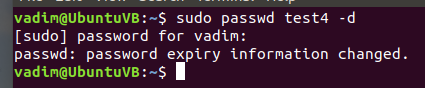 vadim@UbuntuVB:~$ sudo passwd test4 -d
[sudo] password for vadim:
passwd: password expiry information changed.
vadim@UbuntuVB:~$